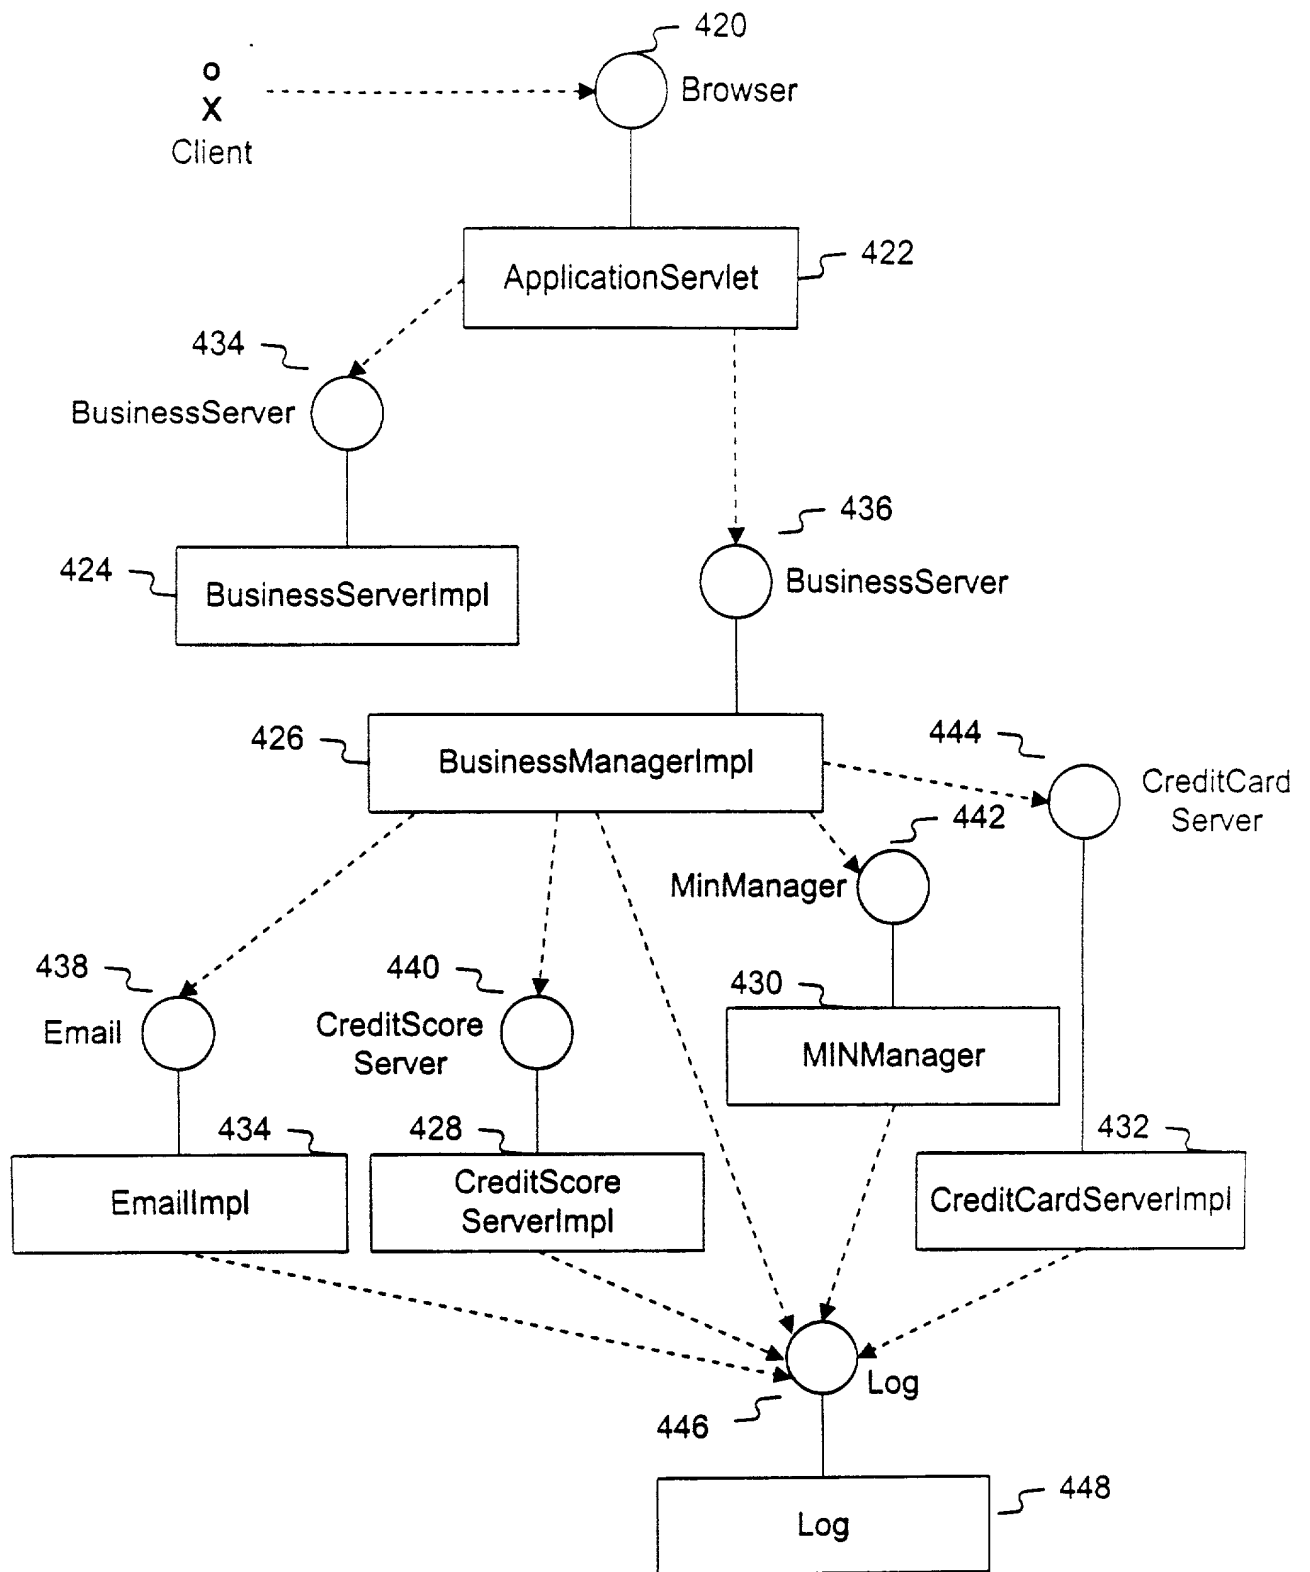 420
Browser
o
X
Client
422
ApplicationServlet
434
BusinessServer
436
BusinessServer
424
BusinessServerImpl
426
BusinessManagerImpl
444
CreditCard
Server
442
MinManager
438
Email
440
CreditScore
Server
430
MINManager
434
EmailImpl
428
CreditScore
ServerImpl
432
CreditCardServerImpl
Log
446
448
Log